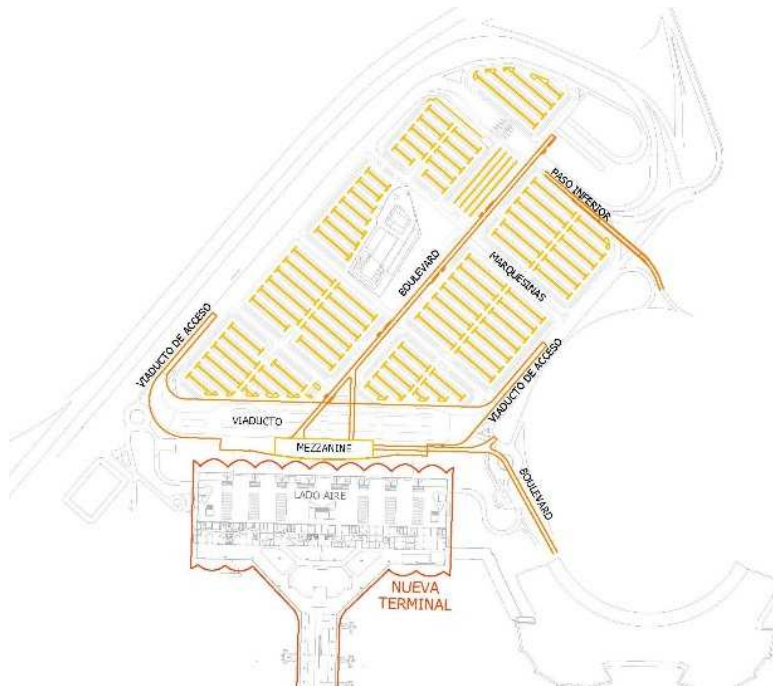 PASO INFERIOR
BOULEVARD
MARQUESINAS
VIADUCTO DE ACCESO
VIADUCTO DE ACCESO
VIADUCTO
MEZZANINE
BOULEVARD
LADO AIRE
NUEVA
TERMINAL